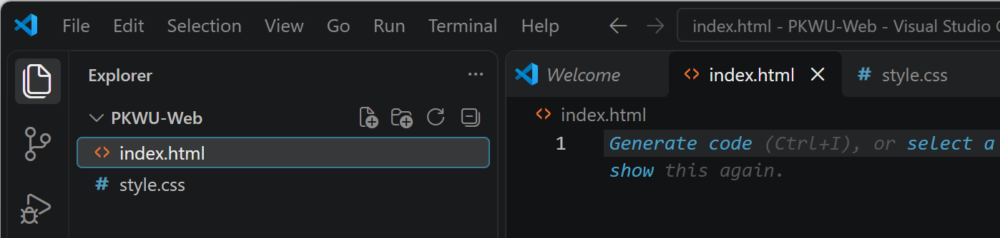 File Edit Selection View Go Run Terminal Help index.html - PKWU-Web - Visual Studio
Explorer
Welcome index.html style.css
PKWU-Web
index.html
index.html
style.css
1 Generate code (Ctrl+I), or select a
show this again.